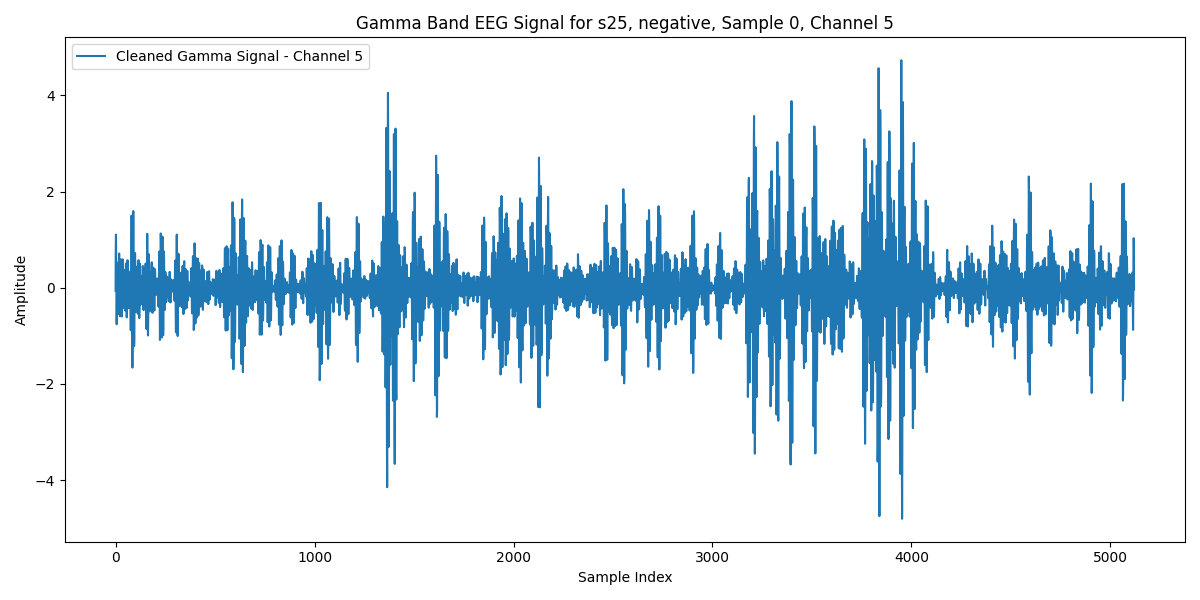 Gamma Band EEG Signal for s25, negative, Sample 0, Channel 5
Cleaned Gamma Signal - Channel 5
Amplitude
4
2
0
−2
−4
0 1000 2000 3000 4000 5000
Sample Index